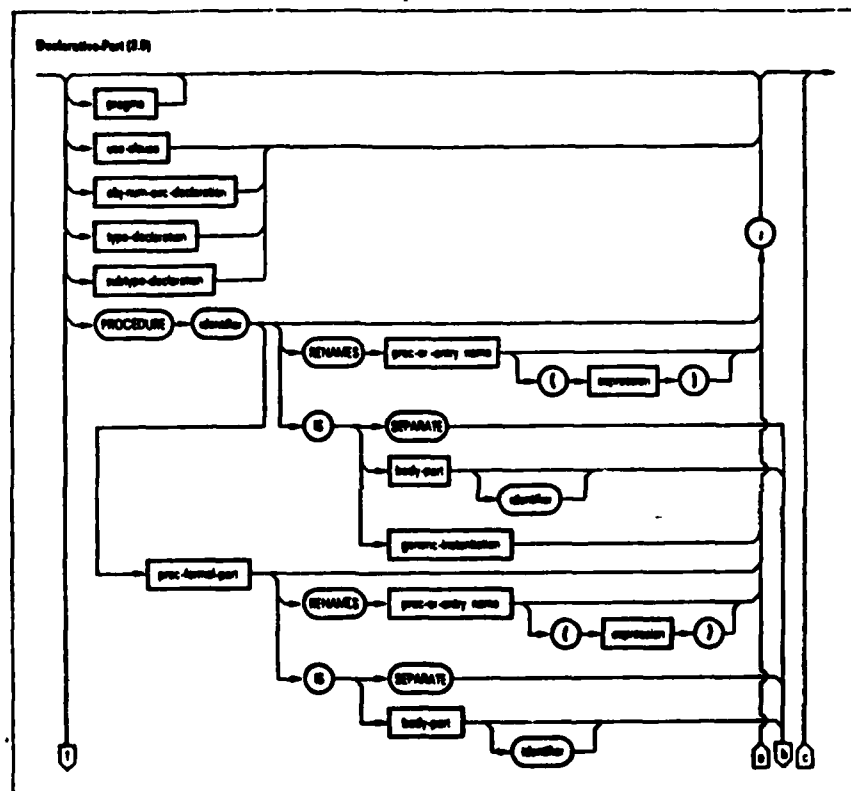 Declarative-Part (3.9)
pragma
use-clause
obj-num-exc-declaration
type-declaration
;
subtype-declaration
PROCEDURE identifier
RENAMES proc-or-entry name
( expression )
IS SEPARATE
body-part
identifier
generic-instantiation
proc-formal-part
RENAMES proc-or-entry name
( expression )
IS SEPARATE
body-part
identifier
1 a b c